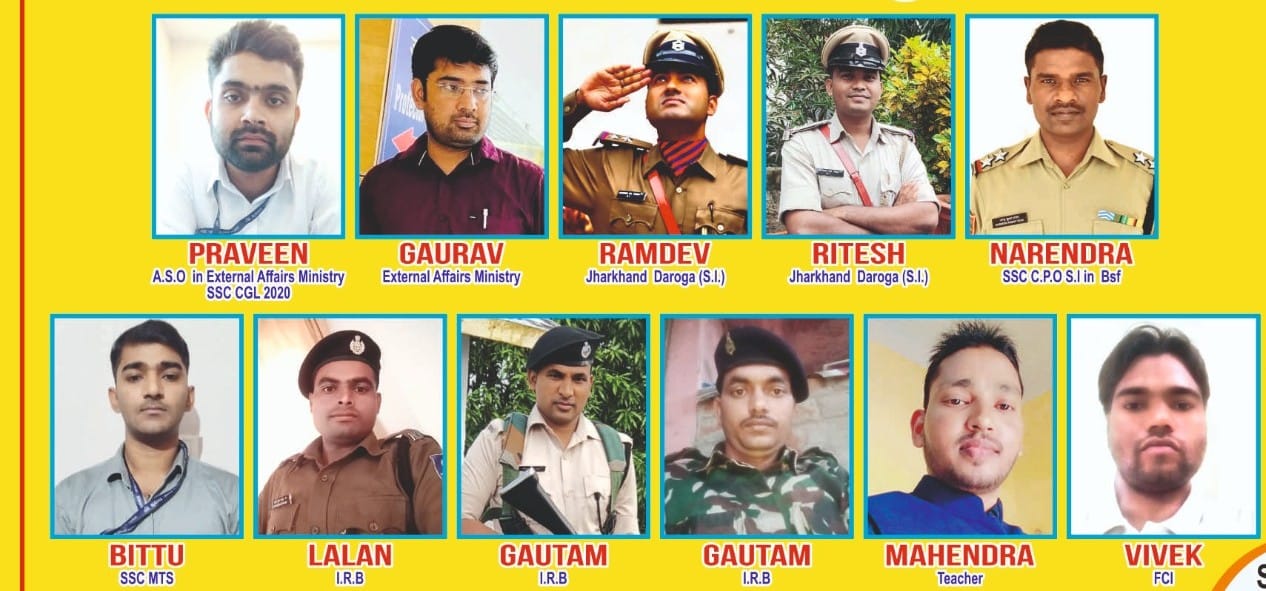 PRAVEEN
A.S.O in External Affairs Ministry
SSC CGL 2020
GAURAV
External Affairs Ministry
RAMDEV
Jharkhand Daroga (S.I.)
RITESH
Jharkhand Daroga (S.I.)
NARENDRA
SSC C.P.O S.I in Bsf
BITTU
SSC MTS
LALAN
I.R.B
GAUTAM
I.R.B
GAUTAM
I.R.B
MAHENDRA
Teacher
VIVEK
FCI